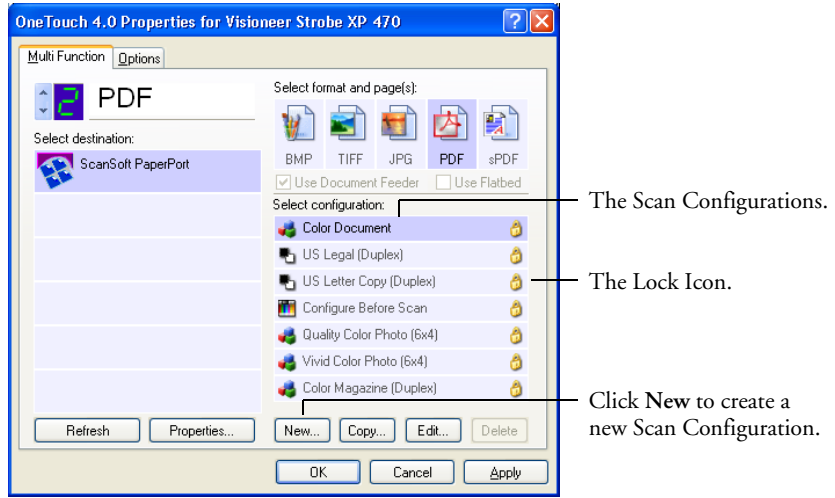 OneTouch 4.0 Properties for Visioneer Strobe XP 470
Multi Function
Options
2
PDF
Select destination:
ScanSoft PaperPort
Refresh
Properties...
Select format and page(s):
BMP
TIFF
JPG
PDF
sPDF
Use Document Feeder
Use Flatbed
Select configuration:
Color Document
US Legal (Duplex)
US Letter Copy (Duplex)
Configure Before Scan
Quality Color Photo (6x4)
Vivid Color Photo (6x4)
Color Magazine (Duplex)
New...
Copy...
Edit...
Delete
OK
Cancel
Apply
The Scan Configurations.
The Lock Icon.
Click New to create a
new Scan Configuration.